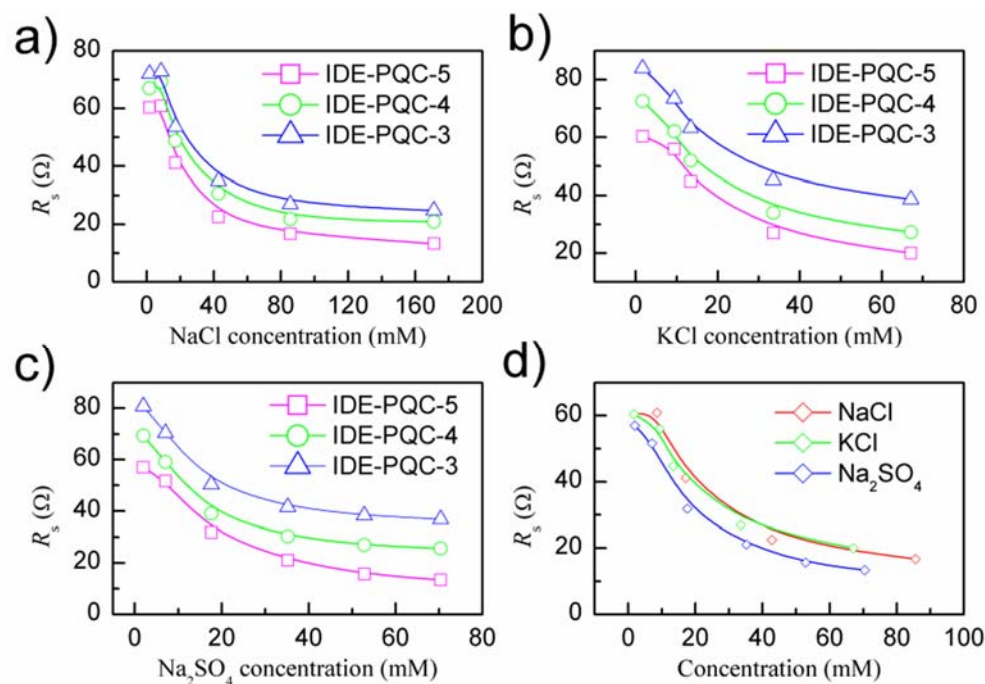 a)
80
60
40
20
0
R_s (Ω)
IDE-PQC-5
IDE-PQC-4
IDE-PQC-3
0 40 80 120 160 200
NaCl concentration (mM)
b)
80
60
40
20
R_s (Ω)
IDE-PQC-5
IDE-PQC-4
IDE-PQC-3
0 20 40 60 80
KCl concentration (mM)
c)
80
60
40
20
0
R_s (Ω)
IDE-PQC-5
IDE-PQC-4
IDE-PQC-3
0 20 40 60 80
Na₂SO₄ concentration (mM)
d)
60
40
20
0
R_s (Ω)
NaCl
KCl
Na₂SO₄
0 20 40 60 80 100
Concentration (mM)